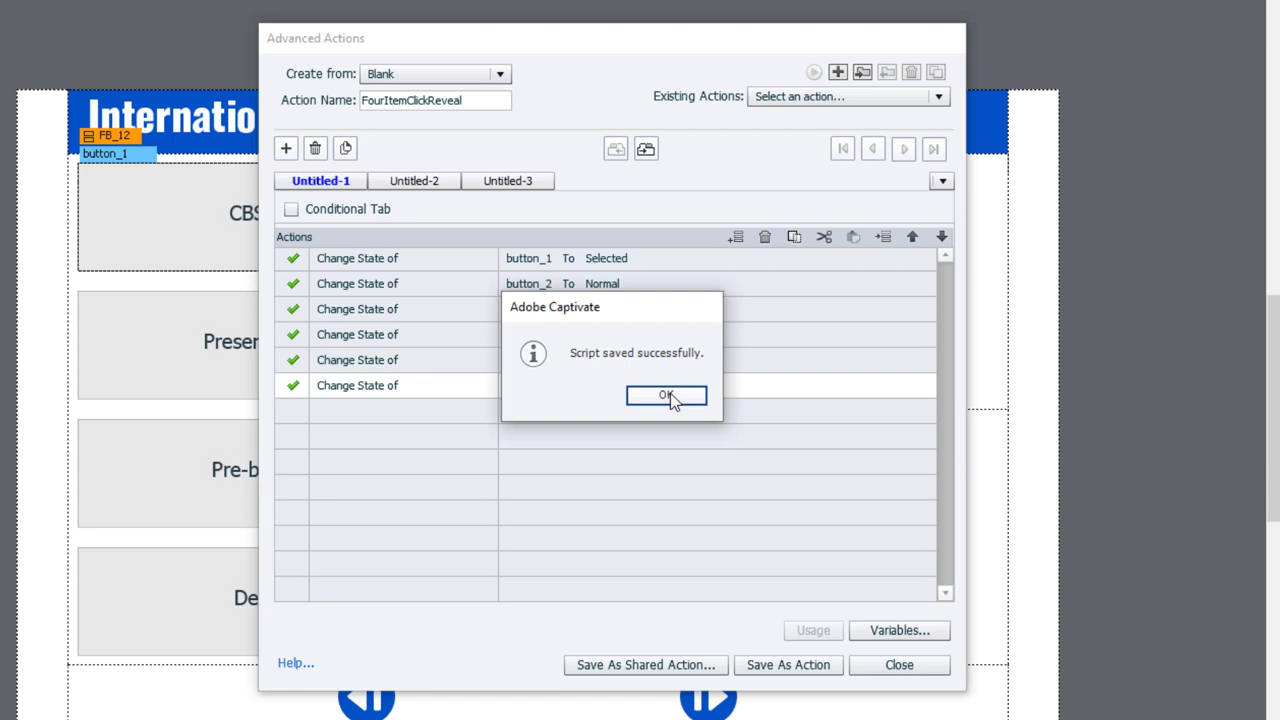 Advanced Actions
Create from: Blank
Action Name: FourItemClickReveal
Existing Actions: Select an action...
Internatio
FB_12
button_1
Untitled-1 Untitled-2 Untitled-3
Conditional Tab
Actions
Change State of button_1 To Selected
Change State of button_2 To Normal
Change State of
Change State of
Change State of
Change State of
Adobe Captivate
Script saved successfully.
OK
CBS
Presen
Pre-b
De
Usage Variables...
Help...
Save As Shared Action... Save As Action Close